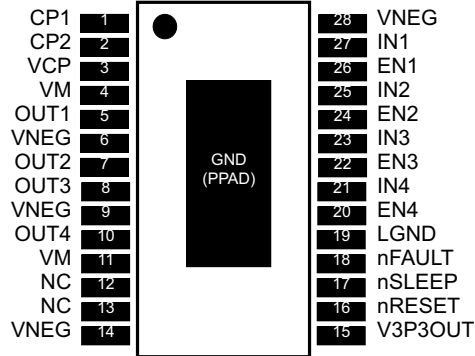 CP1 1 28 VNEG
CP2 2 27 IN1
VCP 3 26 EN1
VM 4 25 IN2
OUT1 5 24 EN2
VNEG 6 23 IN3
OUT2 7 22 EN3
OUT3 8 21 IN4
VNEG 9 20 EN4
OUT4 10 19 LGND
VM 11 18 nFAULT
NC 12 17 nSLEEP
NC 13 16 nRESET
VNEG 14 15 V3P3OUT
GND
(PPAD)